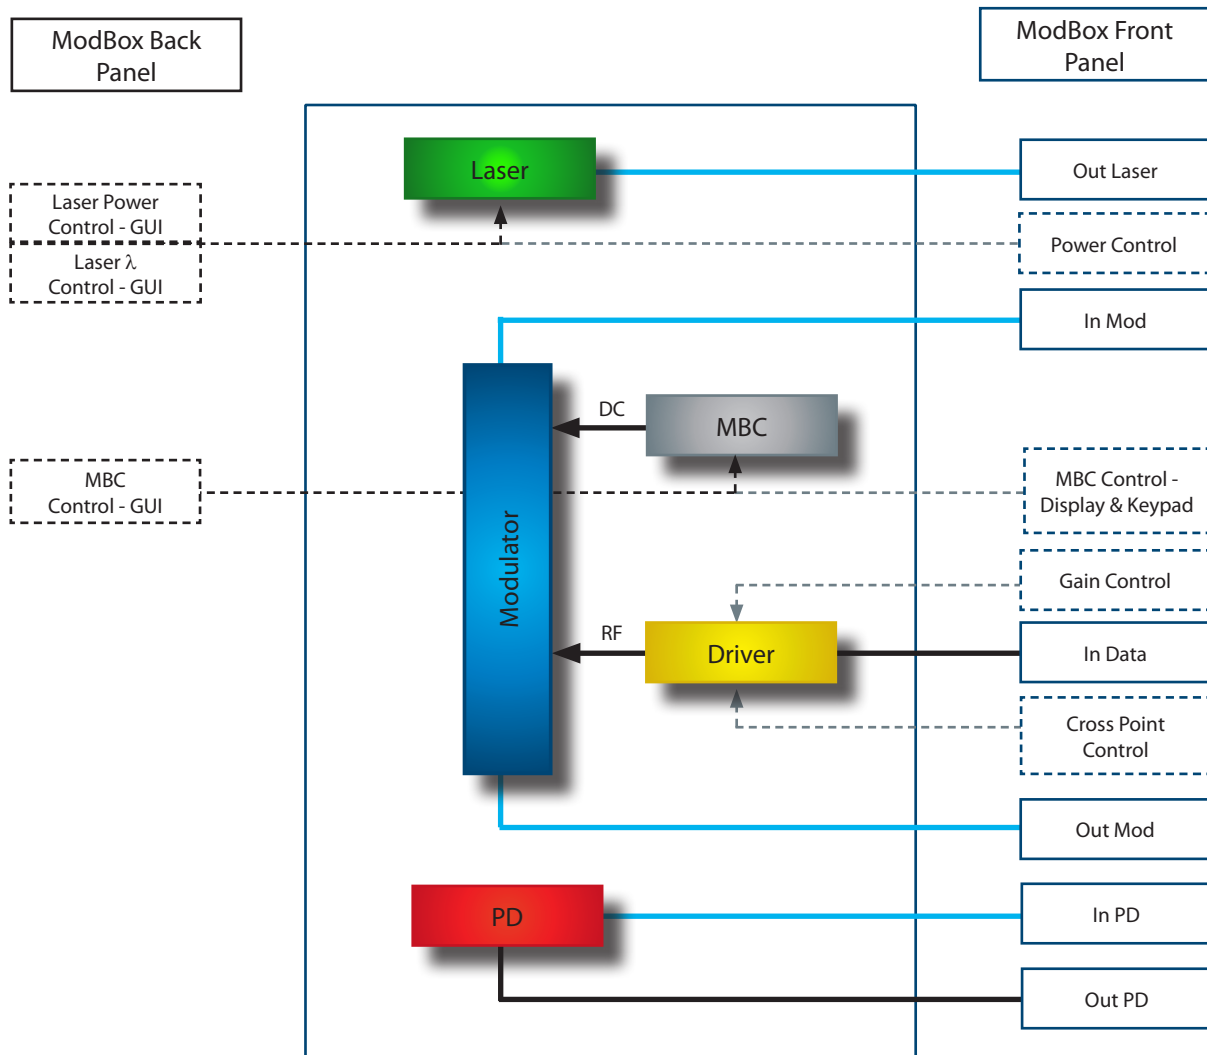 ModBox Back
Panel
ModBox Front
Panel
Laser
Out Laser
Laser Power
Control - GUI
Laser λ
Control - GUI
Power Control
In Mod
DC
MBC
MBC
Control - GUI
MBC Control -
Display & Keypad
Modulator
Gain Control
RF
Driver
In Data
Cross Point
Control
Out Mod
PD
In PD
Out PD